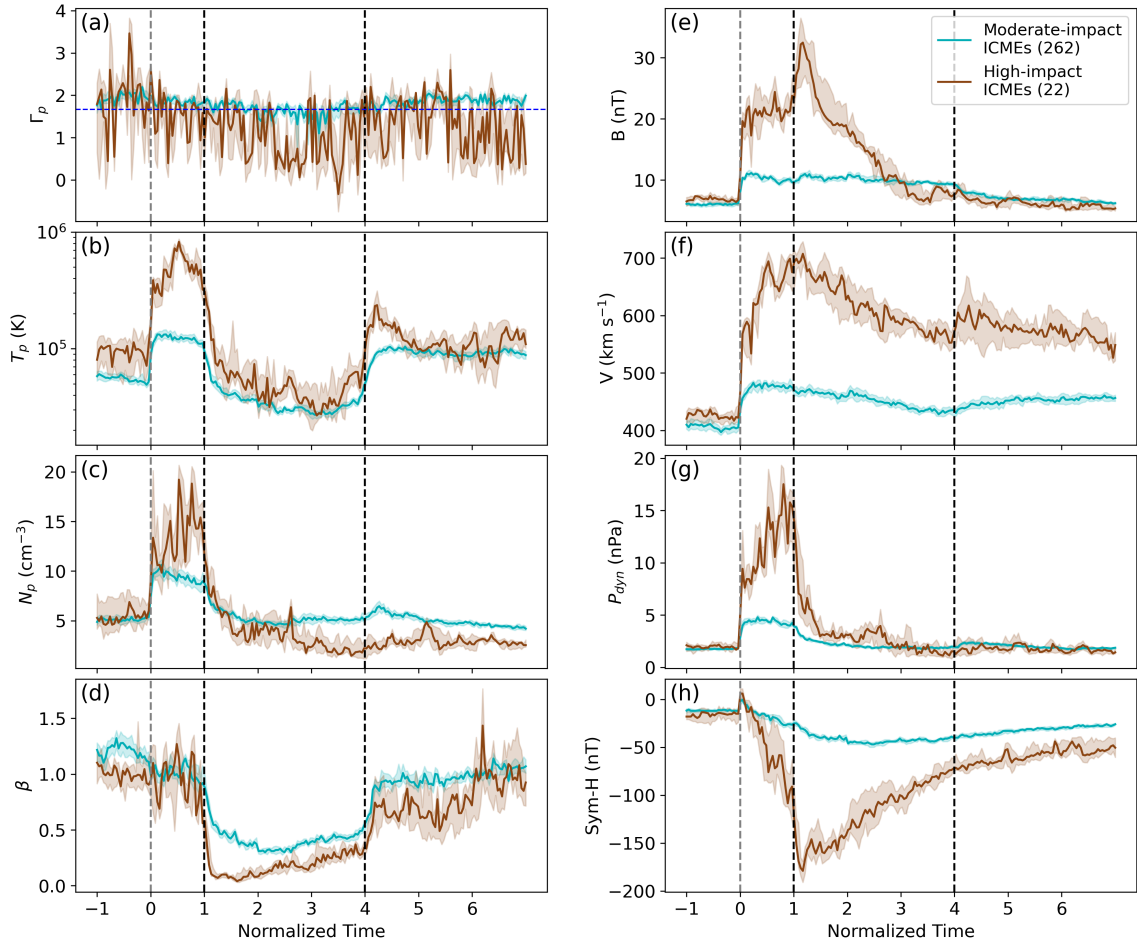 (a)
4
3
2
1
0
Γp
(b)
10^6
10^5
Tp (K)
(c)
20
15
10
5
Np (cm−3)
(d)
1.5
1.0
0.5
0.0
β
−1 0 1 2 3 4 5 6
Normalized Time
(e)
Moderate-impact
ICMEs (262)
High-impact
ICMEs (22)
30
20
10
B (nT)
(f)
700
600
500
400
V (km s−1)
(g)
20
15
10
5
0
Pdyn (nPa)
(h)
0
−50
−100
−150
−200
Sym-H (nT)
−1 0 1 2 3 4 5 6
Normalized Time